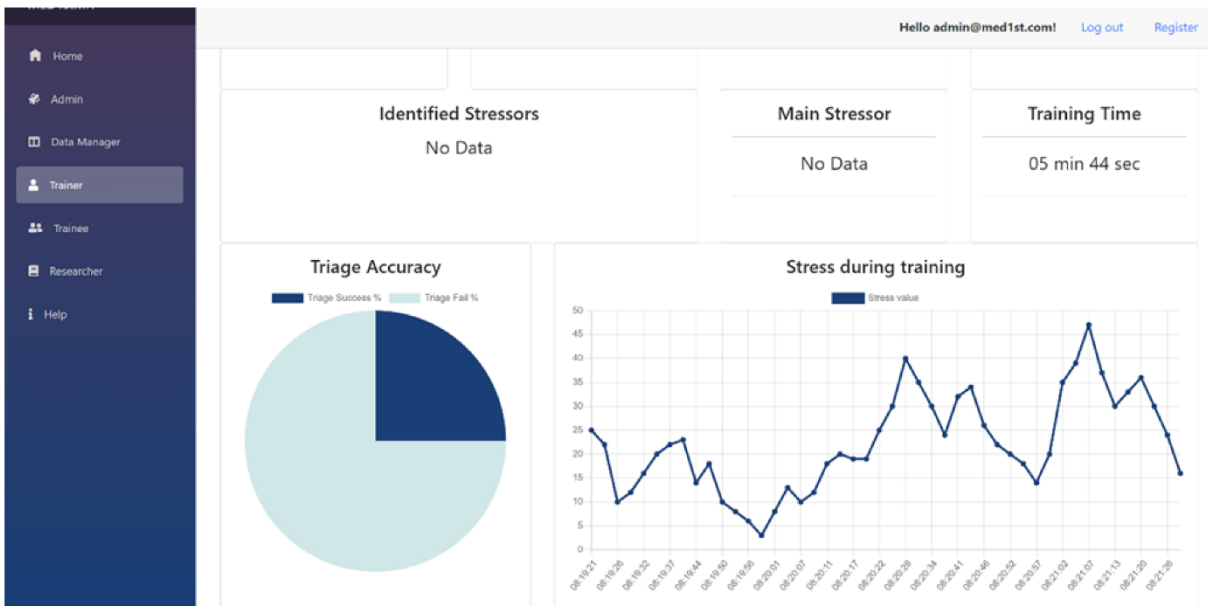 Hello admin@med1st.com! Log out Register
Home
Admin
Data Manager
Trainer
Trainee
Researcher
Help
Identified Stressors
No Data
Main Stressor
No Data
Training Time
05 min 44 sec
Triage Accuracy
Triage Success % Triage Fail %
Stress during training
Stress value
50
45
40
35
30
25
20
15
10
5
0
08:19:21 08:19:26 08:19:32 08:19:37 08:19:44 08:19:50 08:19:56 08:20:01 08:20:07 08:20:11 08:20:17 08:20:22 08:20:28 08:20:34 08:20:41 08:20:46 08:20:52 08:20:57 08:21:02 08:21:07 08:21:13 08:21:20 08:21:26